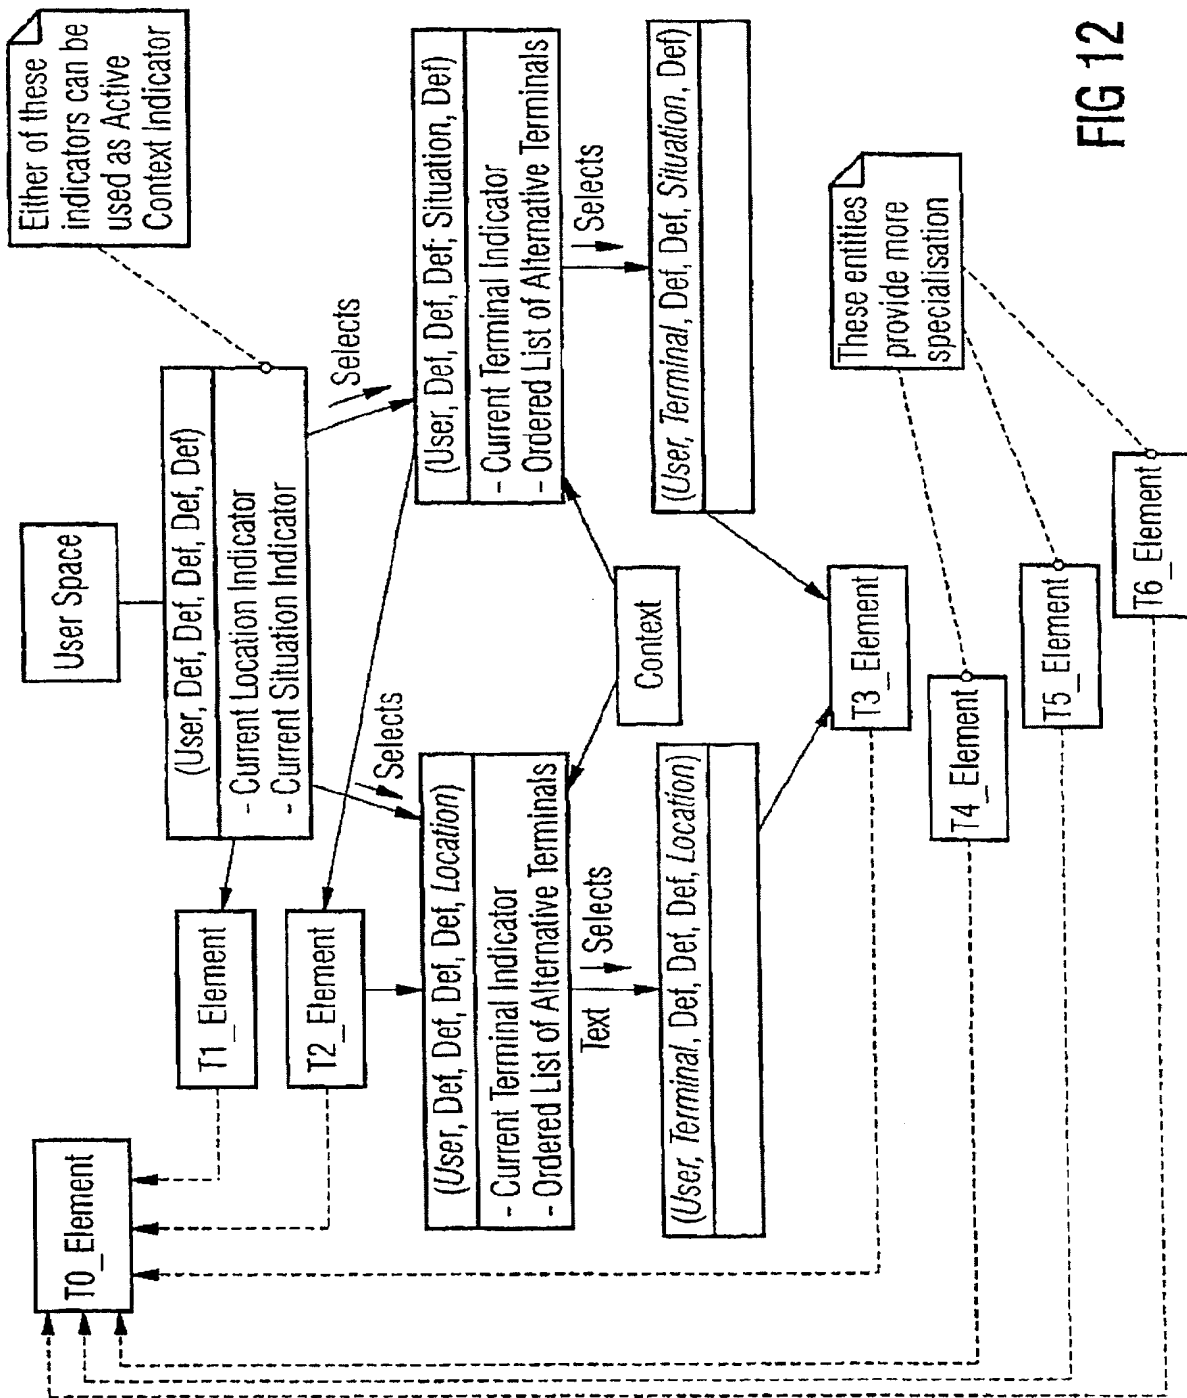 Either of these
indicators can be
used as Active
Context Indicator
User Space
(User, Def, Def, Def, Def, Def)
- Current Location Indicator
- Current Situation Indicator
T0_Element
T1_Element
T2_Element
Selects
Selects
(User, Def, Def, Def, Location)
- Current Terminal Indicator
- Ordered List of Alternative Terminals
(User, Def, Def, Def, Situation, Def)
- Current Terminal Indicator
- Ordered List of Alternative Terminals
Text
Selects
Context
Selects
(User, Terminal, Def, Def, Def, Location)
(User, Terminal, Def, Def, Situation, Def)
T3_Element
These entities
provide more
specialisation
T4_Element
T5_Element
T6_Element
FIG 12